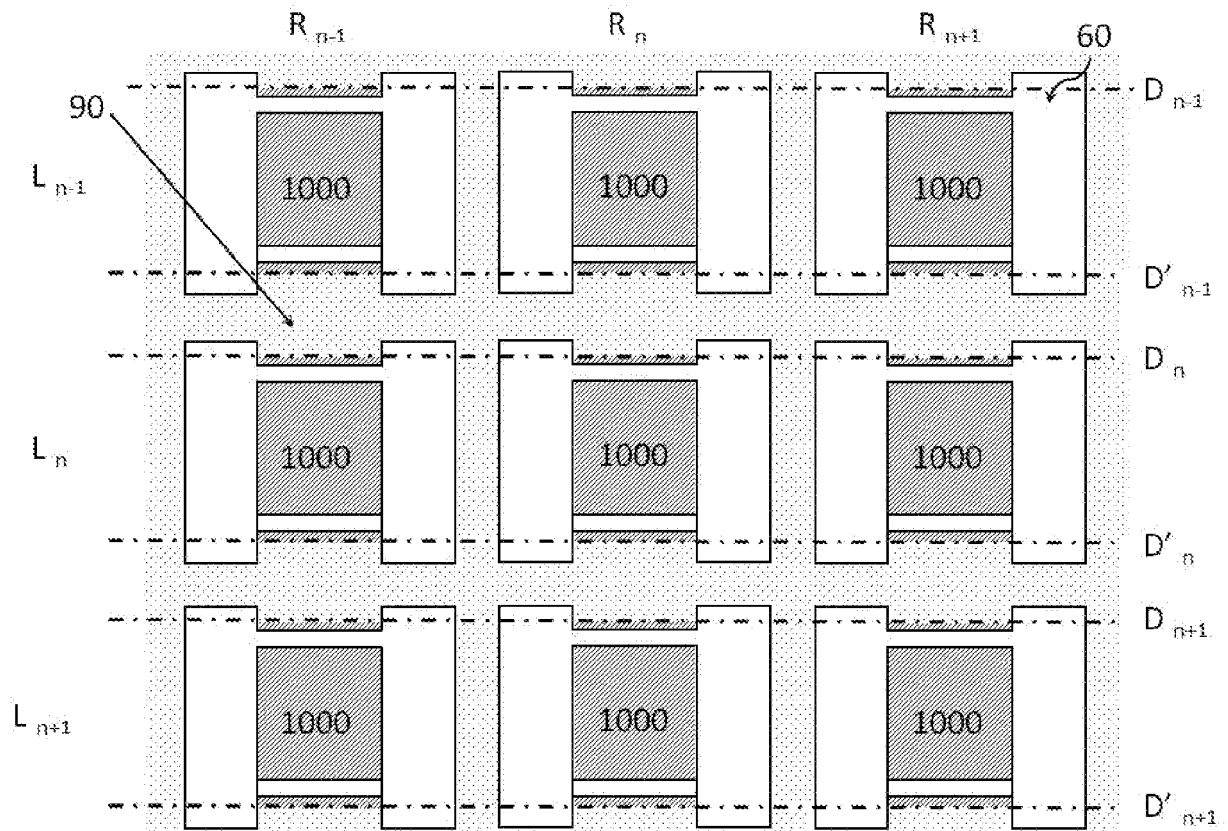 R n-1 R n R n+1 60
90 D n-1
L n-1 1000 1000 1000
D' n-1
D n
L n 1000 1000 1000
D' n
D n+1
L n+1 1000 1000 1000
D' n+1